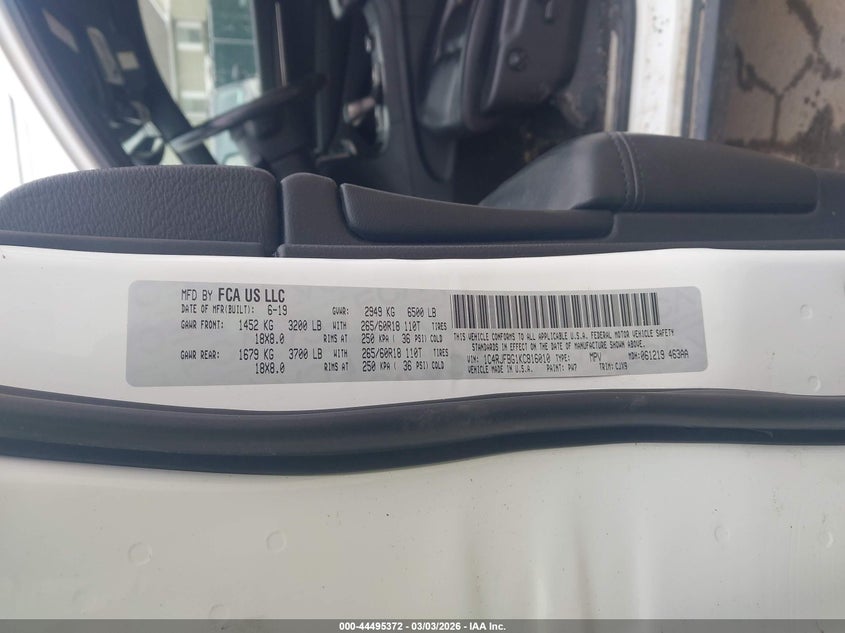 MFD BY FCA US LLC
DATE OF MFR(BUILT): 6-19 GVWR: 2949 KG 6500 LB
GAWR FRONT: 1452 KG 3200 LB WITH 265/60R18 110T TIRES
18X8.0 RIMS AT 250 KPA ( 36 PSI) COLD
GAWR REAR: 1679 KG 3700 LB WITH 265/60R18 110T TIRES
18X8.0 RIMS AT 250 KPA ( 36 PSI) COLD
THIS VEHICLE CONFORMS TO ALL APPLICABLE U.S.A. FEDERAL MOTOR VEHICLE SAFETY
STANDARDS IN EFFECT ON THE DATE OF MANUFACTURE SHOWN ABOVE.
VIN: 1C4RJFBG1KC816010 TYPE: MPV MDH: 061219 463AA
VEHICLE MADE IN U.S.A. PAINT: PW7 TRIM: CJX9
000-44495372 | 03/03/2026 | IAA Inc.